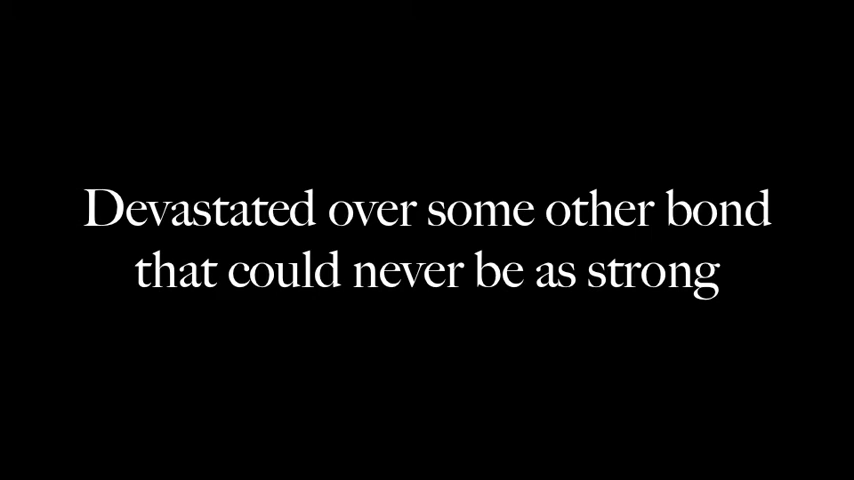 Devastated over some other bond
that could never be as strong